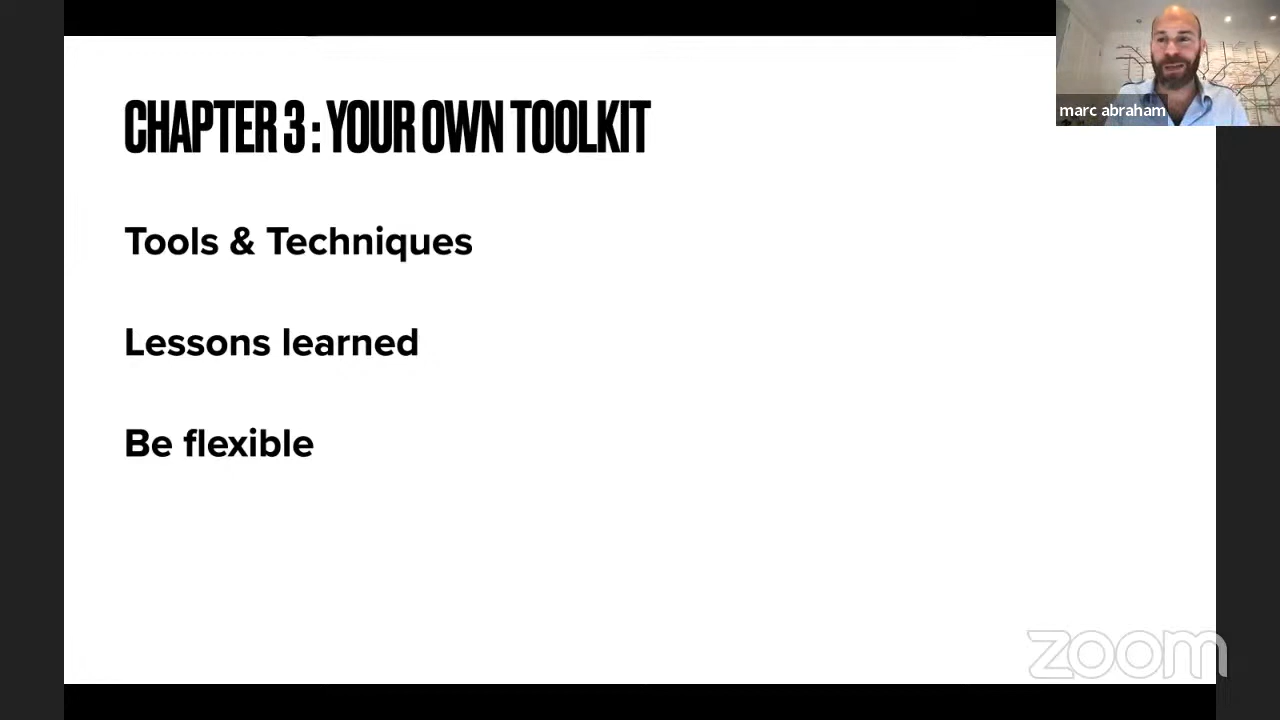 CHAPTER 3 : YOUR OWN TOOLKIT
marc abraham
Tools & Techniques
Lessons learned
Be flexible
zoom